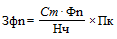 Зфп = Ст · Фп / Нч × Пк